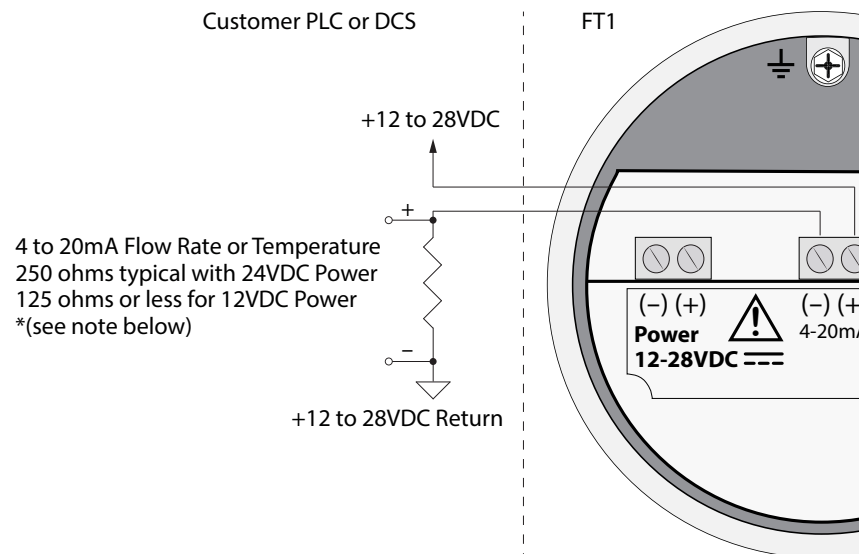 Customer PLC or DCS
FT1
+12 to 28VDC
+
4 to 20mA Flow Rate or Temperature
250 ohms typical with 24VDC Power
125 ohms or less for 12VDC Power
*(see note below)
–
+12 to 28VDC Return
(–) (+)
Power
12-28VDC
(–) (+
4-20mA